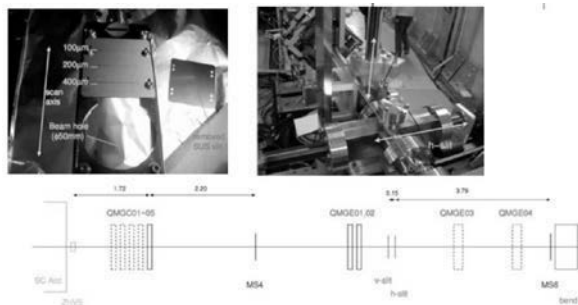 100μm
200μm
400μm
scan
axis
Beam hole
(φ50mm)
removed
SUS slit
h-slit
1.72
2.20
0.15
3.79
QMGC01-05
QMGE01,02
QMGE03
QMGE04
SC Acc.
MS4
v-slit
h-slit
MS6
bend